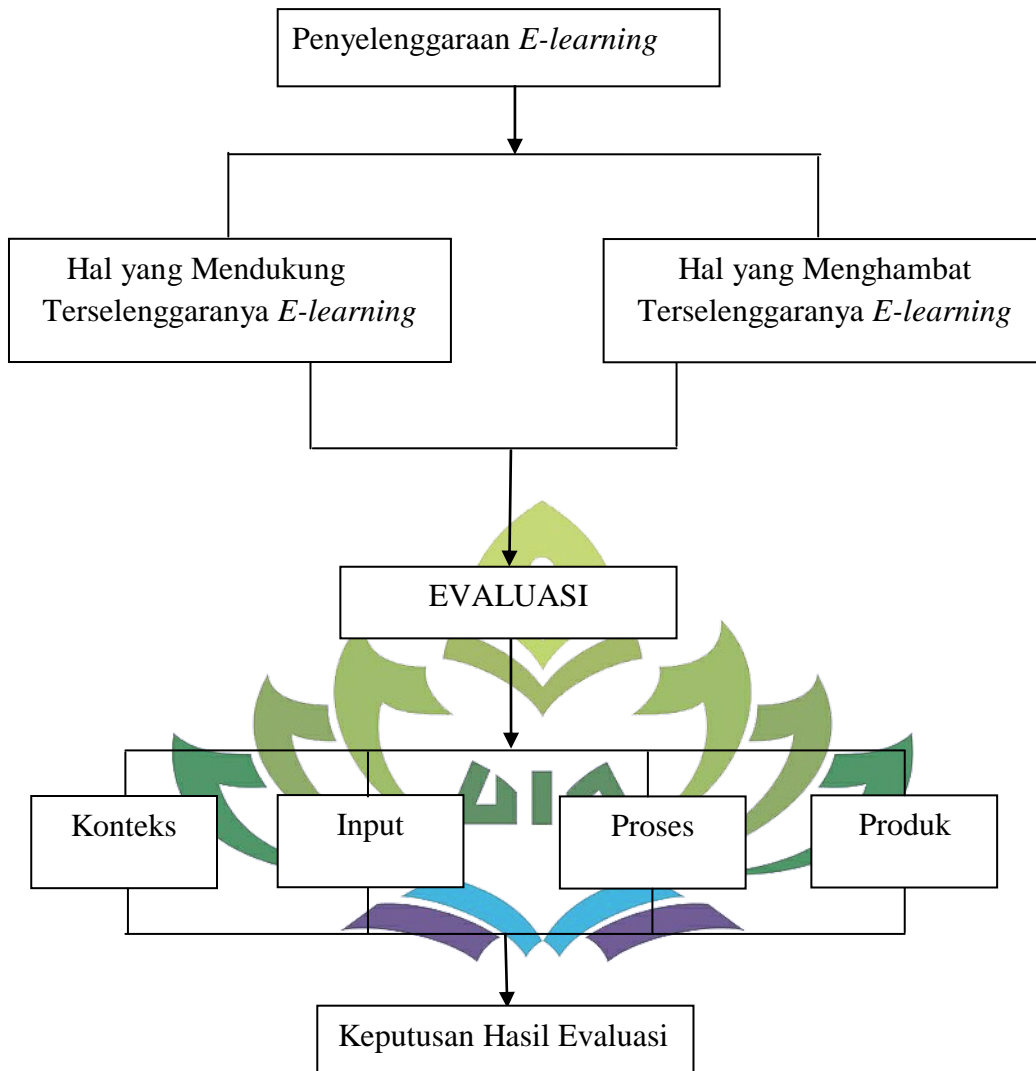 Penyelenggaraan E-learning
Hal yang Mendukung
Terselenggaranya E-learning
Hal yang Menghambat
Terselenggaranya E-learning
EVALUASI
Konteks
Input
Proses
Produk
Keputusan Hasil Evaluasi